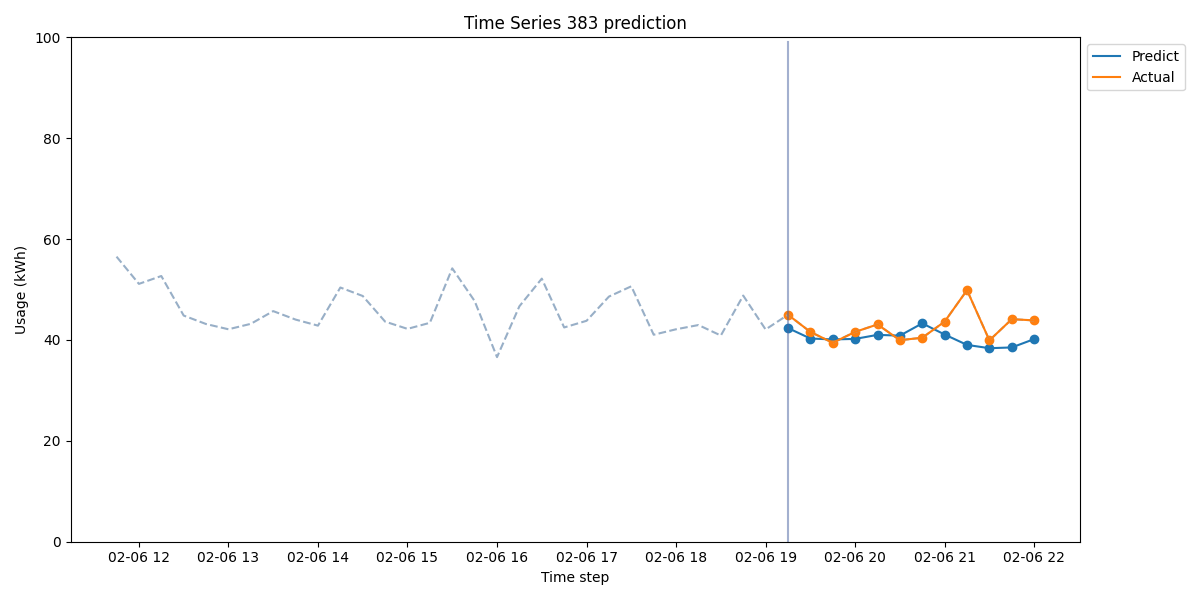 Time Series 383 prediction
Usage (kWh)
100
80
60
40
20
0
02-06 12 02-06 13 02-06 14 02-06 15 02-06 16 02-06 17 02-06 18 02-06 19 02-06 20 02-06 21 02-06 22
Time step
Predict
Actual